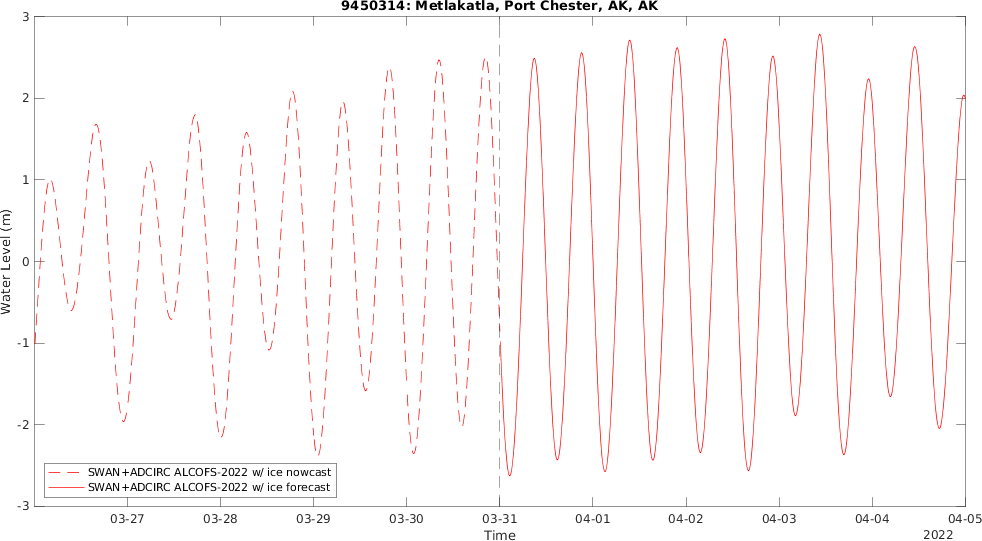 9450314: Metlakatla, Port Chester, AK, AK
3
2
1
0
-1
-2
-3
Water Level (m)
SWAN+ADCIRC ALCOFS-2022 w/ ice nowcast
SWAN+ADCIRC ALCOFS-2022 w/ ice forecast
03-27 03-28 03-29 03-30 03-31 04-01 04-02 04-03 04-04 04-05
Time
2022